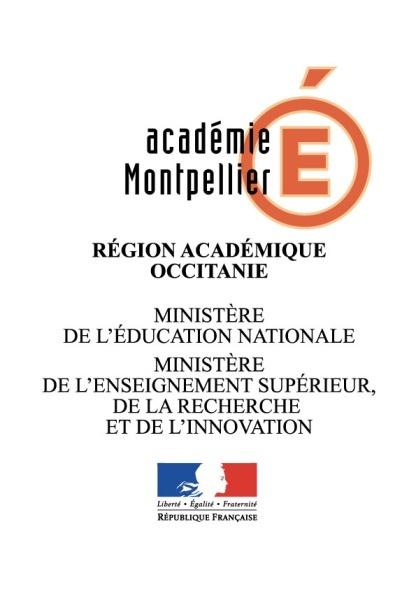 académie
Montpellier
É
RÉGION ACADÉMIQUE
OCCITANIE
MINISTÈRE
DE L’ÉDUCATION NATIONALE
MINISTÈRE
DE L’ENSEIGNEMENT SUPÉRIEUR,
DE LA RECHERCHE
ET DE L’INNOVATION
Liberté • Égalité • Fraternité
RÉPUBLIQUE FRANÇAISE